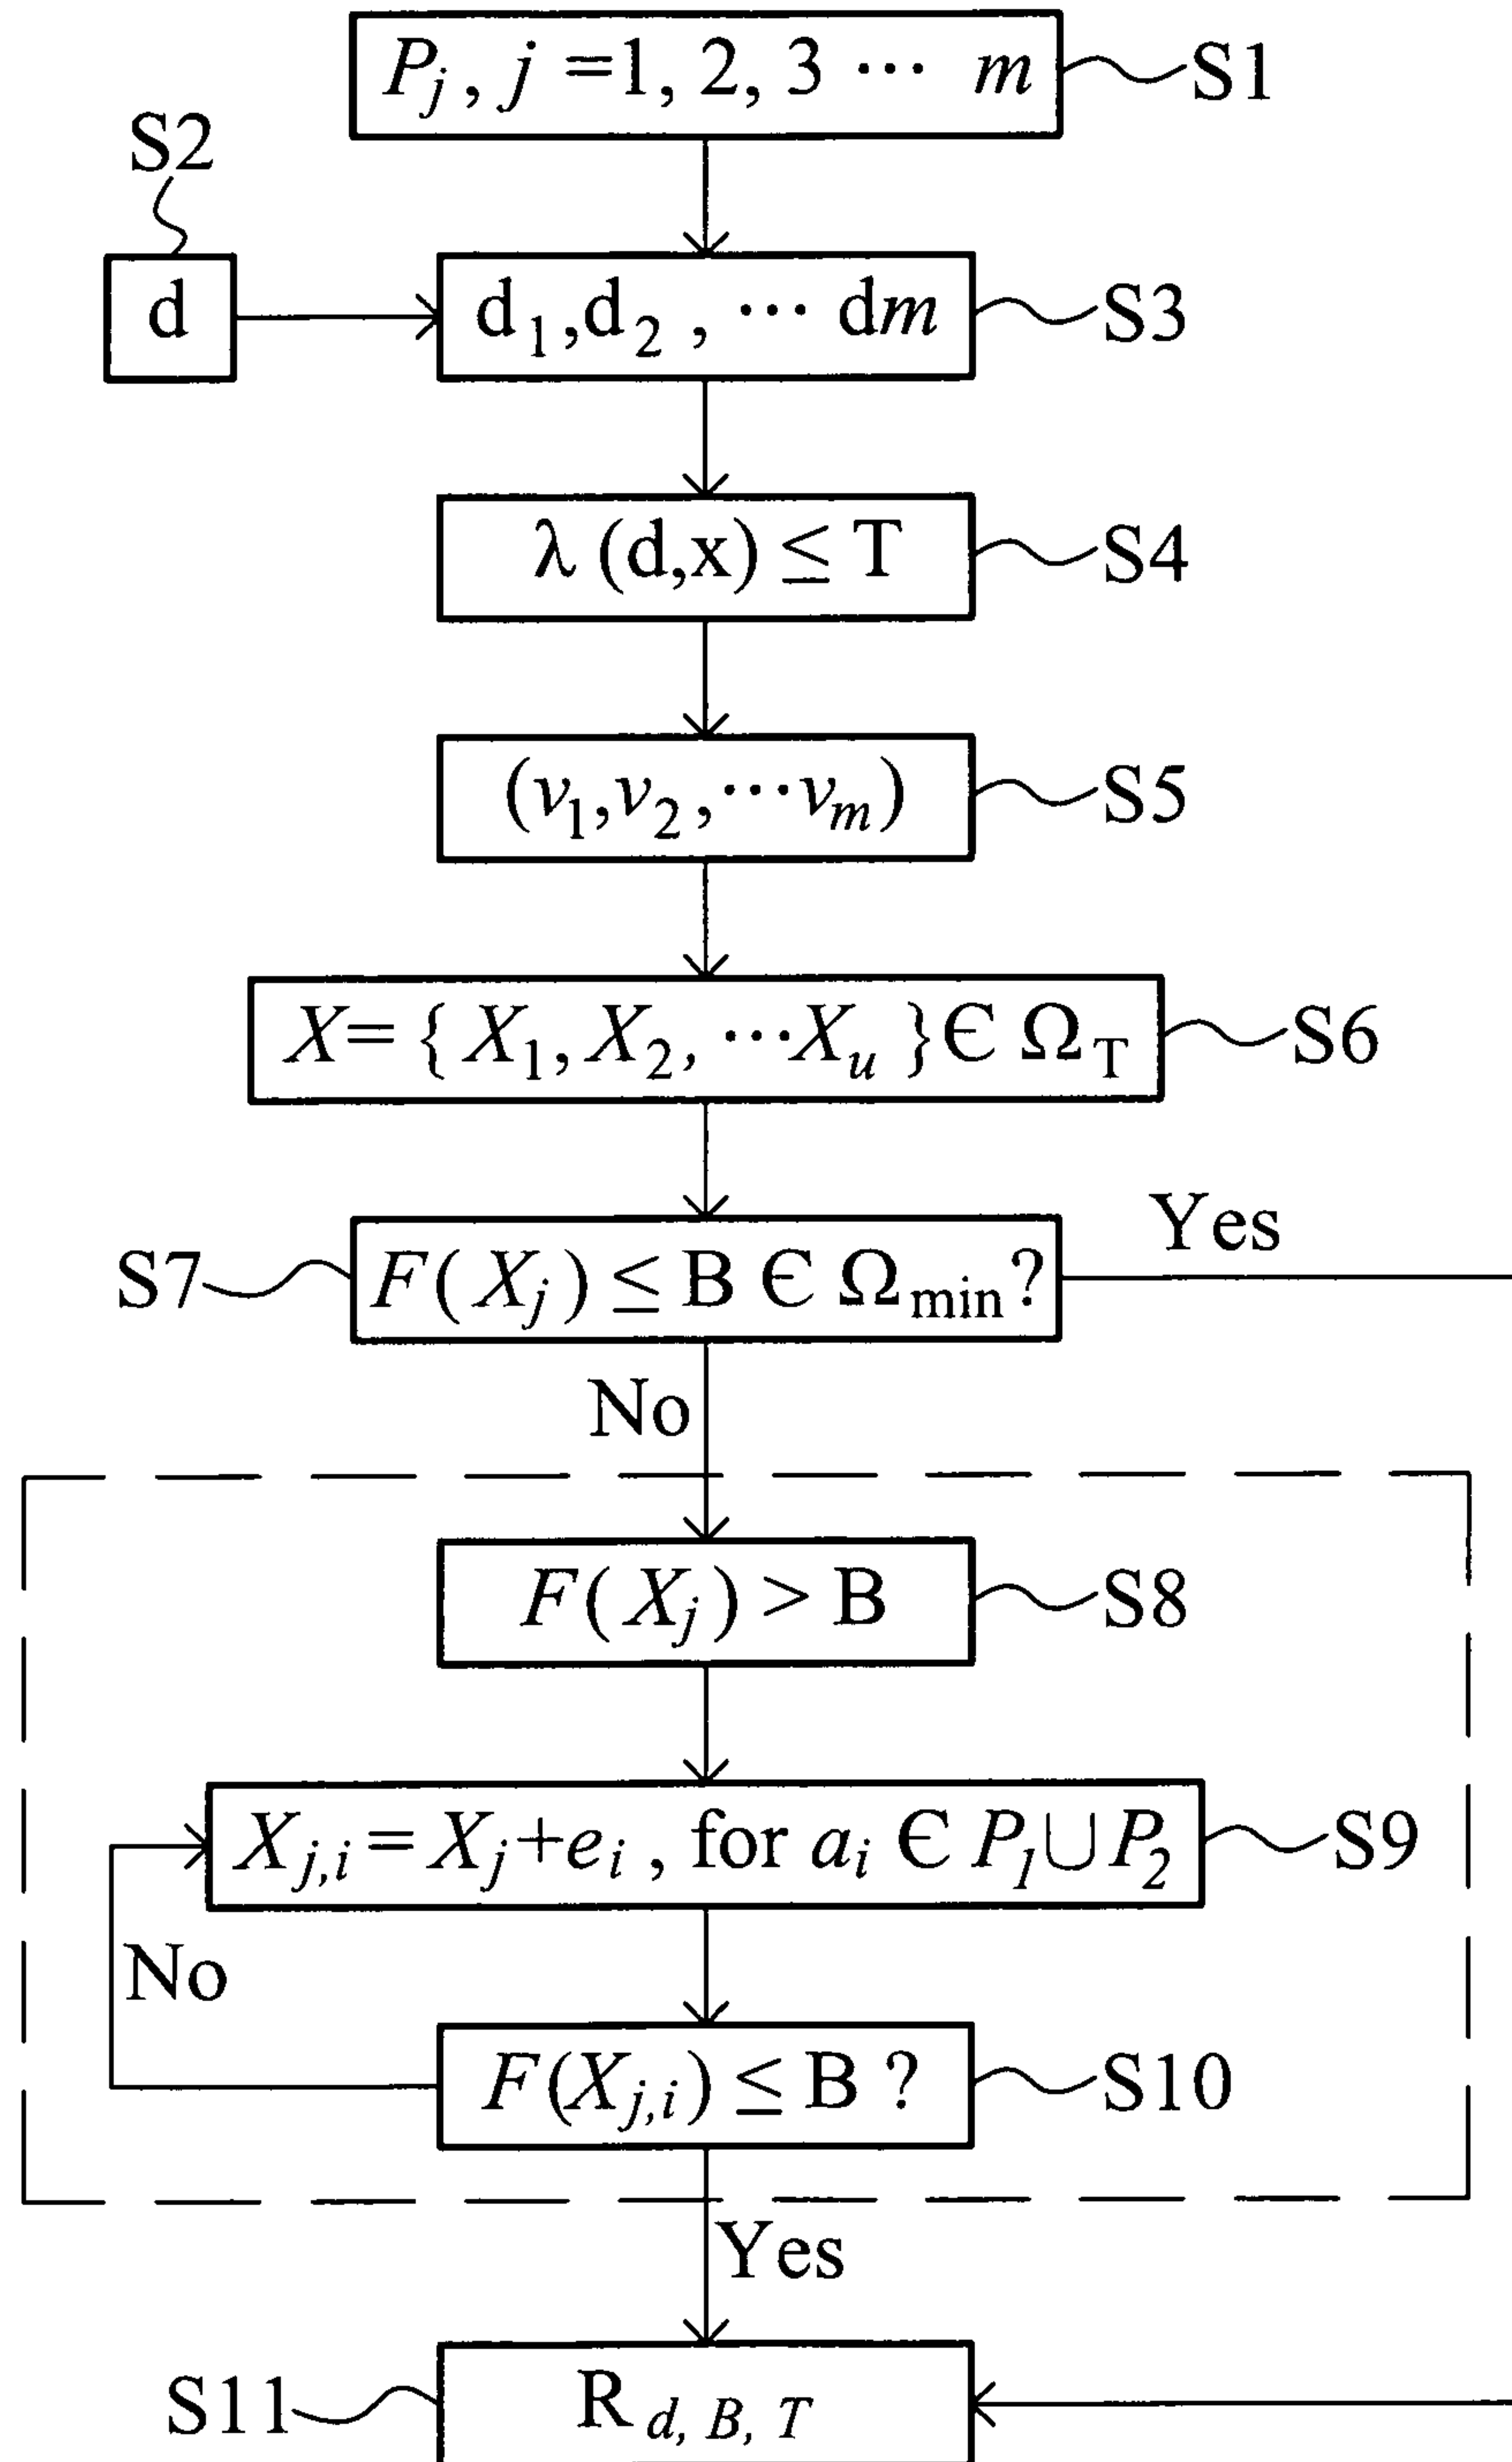 P_j, j =1, 2, 3 ⋯ m
S1
S2
d
d_1,d_2, ⋯ dm
S3
λ (d,x) ≤ T
S4
(v_1,v_2,⋯v_m)
S5
X={ X_1, X_2, ⋯X_u }∈ Ω_T
S6
Yes
S7
F( X_j ) ≤ B ∈ Ω_min?
No
F( X_j ) > B
S8
X_j,i= X_j+e_i, for a_i ∈ P_1∪P_2
S9
No
F(X_j,i) ≤ B ?
S10
Yes
S11
R_d, B, T